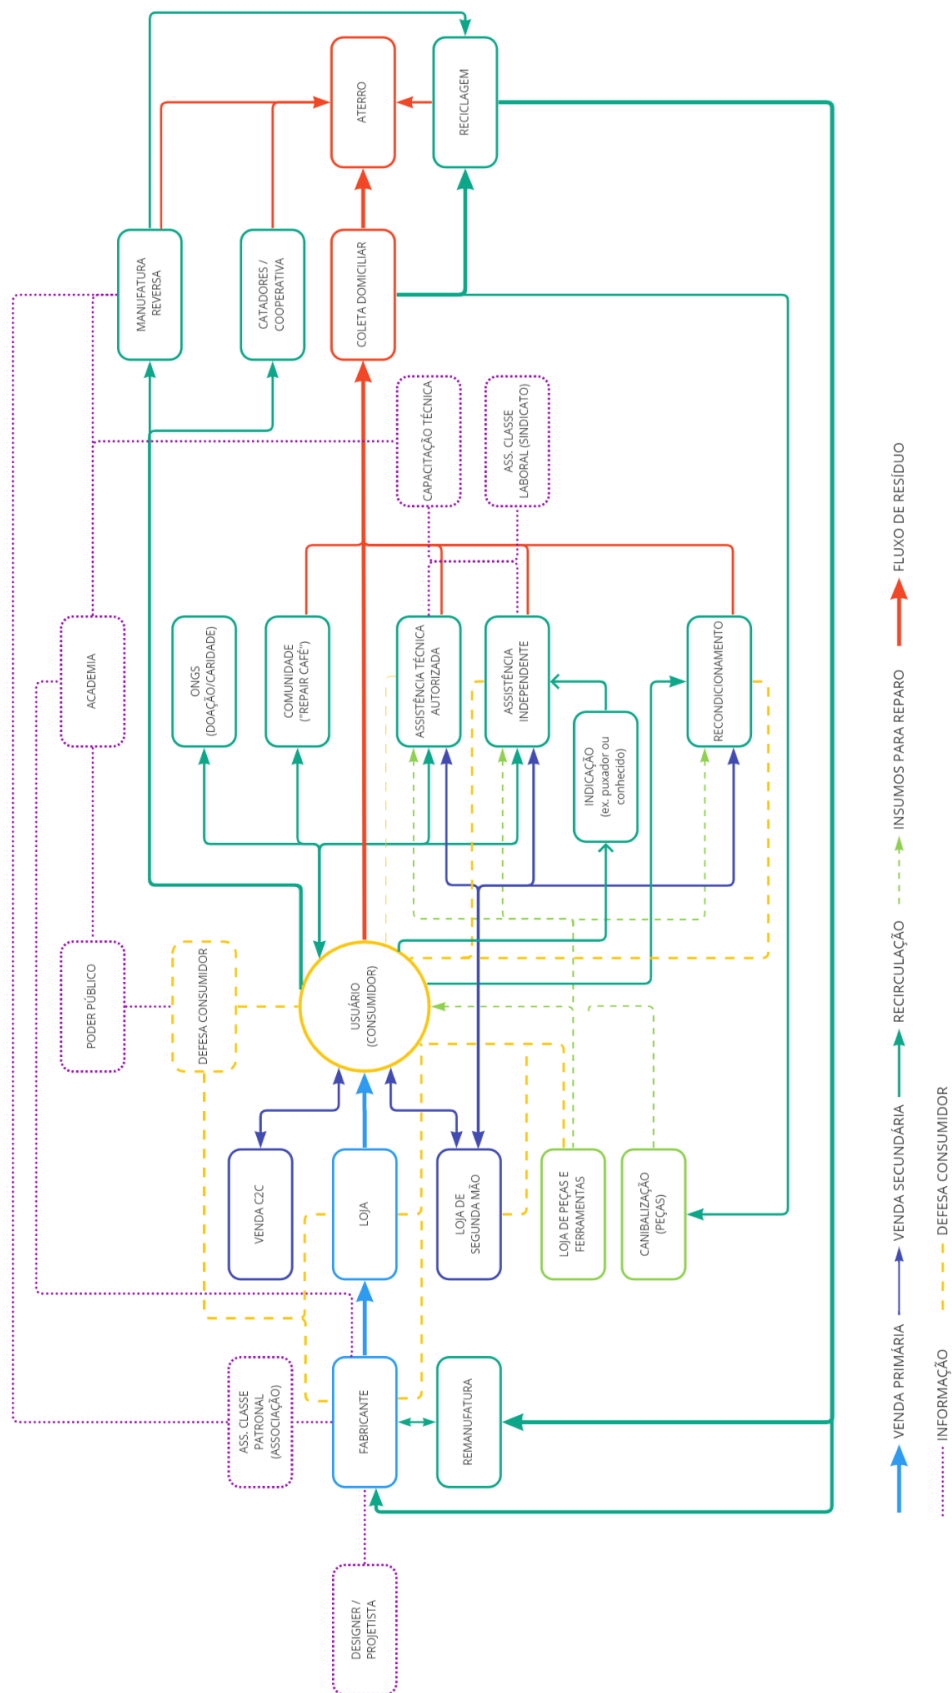 PODER PÚBLICO
ACADEMIA
MANUFATURA
REVERSA
DEFESA CONSUMIDOR
ONGS
(DOAÇÃO/CARIDADE)
ASS. CLASSE
PATRONAL
(ASSOCIAÇÃO)
VENDA C2C
COMUNIDADE
("REPAIR CAFÉ")
CATADORES /
COOPERATIVA
DESIGNER /
PROJETISTA
FABRICANTE
LOJA
USUÁRIO
(CONSUMIDOR)
COLETA DOMICILIAR
ATERRO
REMANUFATURA
LOJA DE
SEGUNDA MÃO
ASSISTÊNCIA TÉCNICA
AUTORIZADA
CAPACITAÇÃO TÉCNICA
RECICLAGEM
ASSISTÊNCIA
INDEPENDENTE
ASS. CLASSE
LABORAL (SINDICATO)
LOJA DE PEÇAS E
FERRAMENTAS
INDICAÇÃO
(ex. puxador ou
conhecido)
CANIBALIZAÇÃO
(PEÇAS)
RECONDICIONAMENTO
VENDA PRIMÁRIA
VENDA SECUNDÁRIA
RECIRCULAÇÃO
INSUMOS PARA REPARO
FLUXO DE RESÍDUO
INFORMAÇÃO
DEFESA CONSUMIDOR